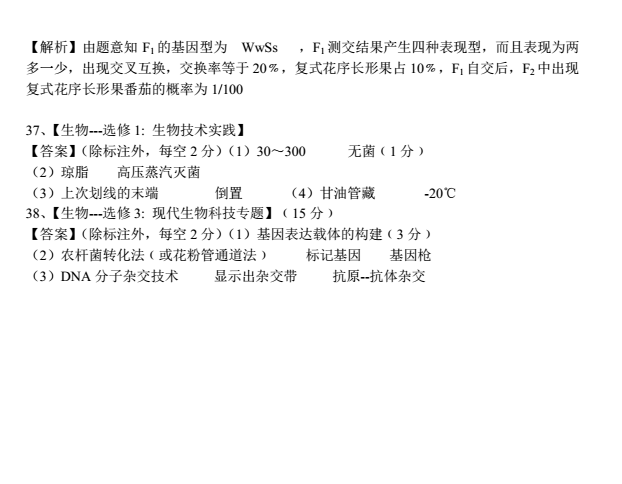 【解析】由题意知 F₁的基因型为 WwSs ，F₁测交结果产生四种表现型，而且表现为两
多一少，出现交叉互换，交换率等于 20﹪，复式花序长形果占 10﹪，F₁自交后，F₂中出现
复式花序长形果番茄的概率为 1/100
37、【生物---选修 1: 生物技术实践】
【答案】（除标注外，每空 2 分）（1）30～300 无菌﹙1 分﹚
（2）琼脂 高压蒸汽灭菌
（3）上次划线的末端 倒置 （4）甘油管藏 -20℃
38、【生物---选修 3: 现代生物科技专题】﹙15 分﹚
【答案】（除标注外，每空 2 分）（1）基因表达载体的构建﹙3 分﹚
（2）农杆菌转化法﹙或花粉管通道法﹚ 标记基因 基因枪
（3）DNA 分子杂交技术 显示出杂交带 抗原--抗体杂交